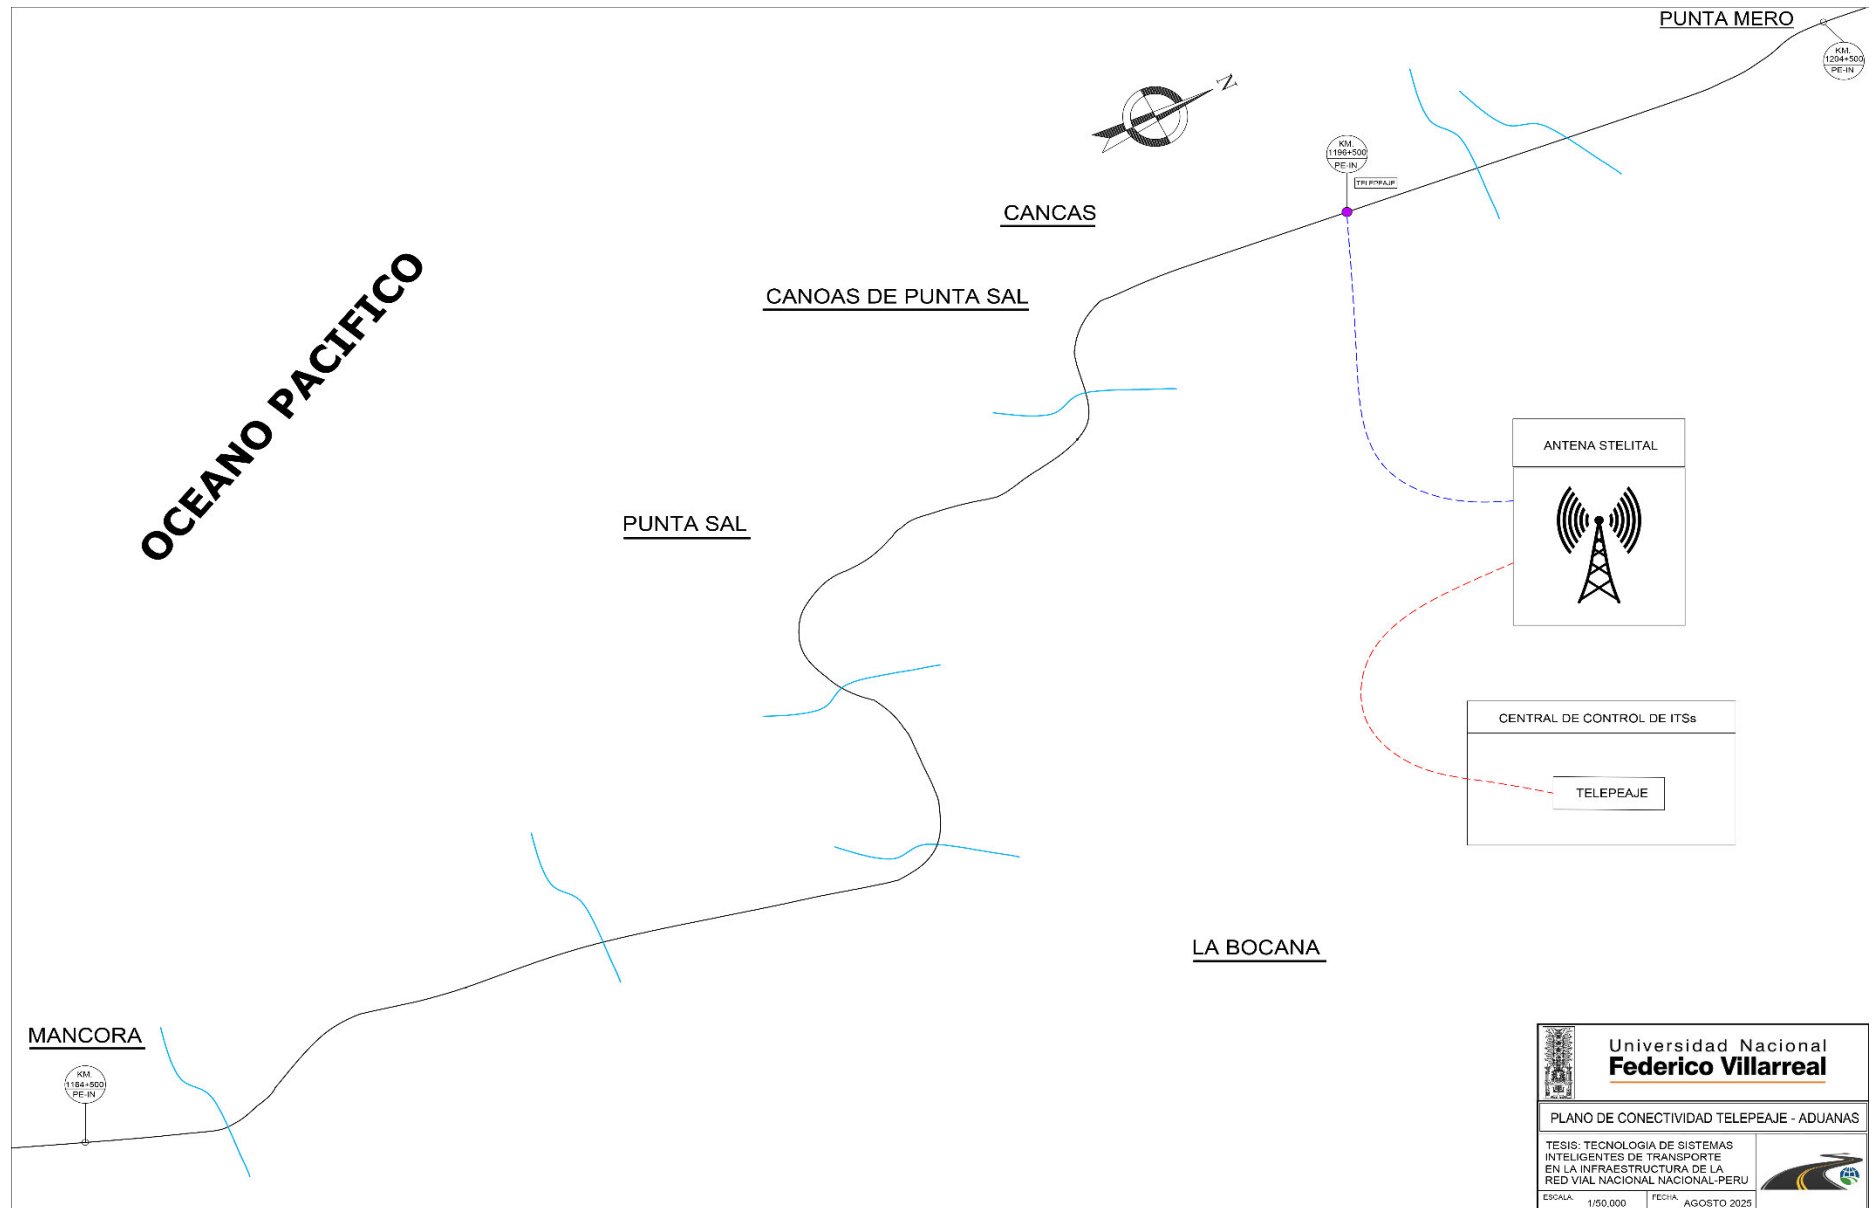 PUNTA MERO
KM.
1204+500
PE-IN
N
KM.
1196+500
PE-IN
TELEPEAJE
CANCAS
CANOAS DE PUNTA SAL
OCEANO PACIFICO
ANTENA STELITAL
PUNTA SAL
CENTRAL DE CONTROL DE ITSs
TELEPEAJE
LA BOCANA
MANCORA
KM.
1164+500
PE-IN
Universidad Nacional
Federico Villarreal
PLANO DE CONECTIVIDAD TELEPEAJE - ADUANAS
TESIS: TECNOLOGIA DE SISTEMAS
INTELIGENTES DE TRANSPORTE
EN LA INFRAESTRUCTURA DE LA
RED VIAL NACIONAL NACIONAL-PERU
ESCALA: 1/50,000
FECHA: AGOSTO 2025